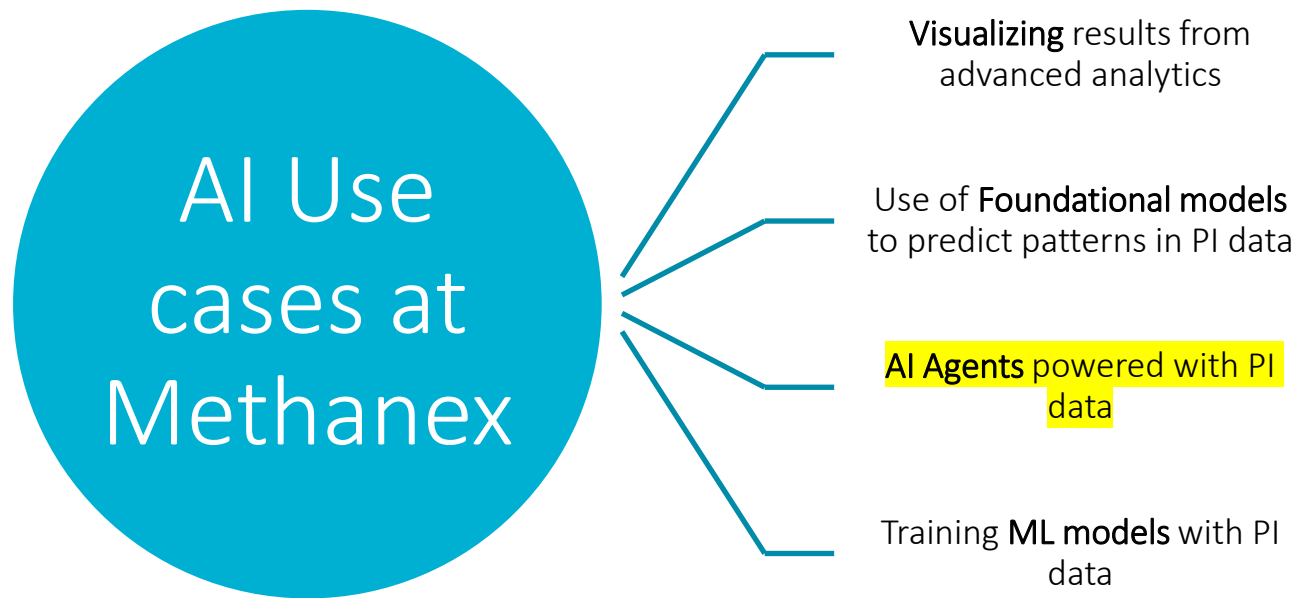 AI Use
cases at
Methanex
Visualizing results from
advanced analytics
Use of Foundational models
to predict patterns in PI data
AI Agents powered with PI
data
Training ML models with PI
data